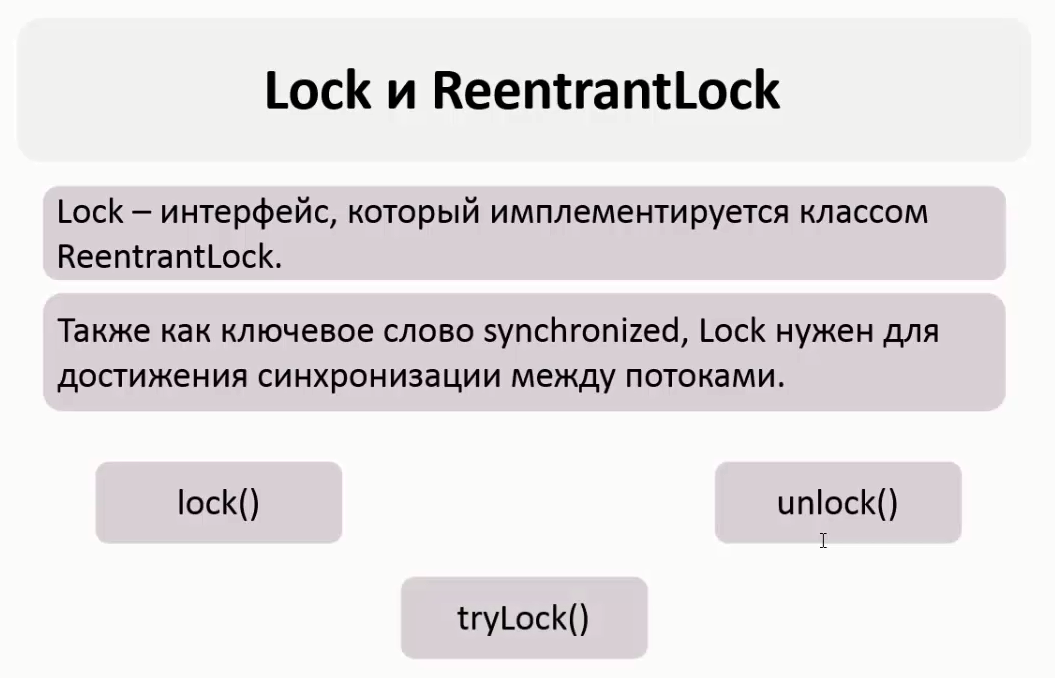 Lock и ReentrantLock
Lock – интерфейс, который имплементируется классом
ReentrantLock.
Также как ключевое слово synchronized, Lock нужен для
достижения синхронизации между потоками.
lock()
unlock()
tryLock()